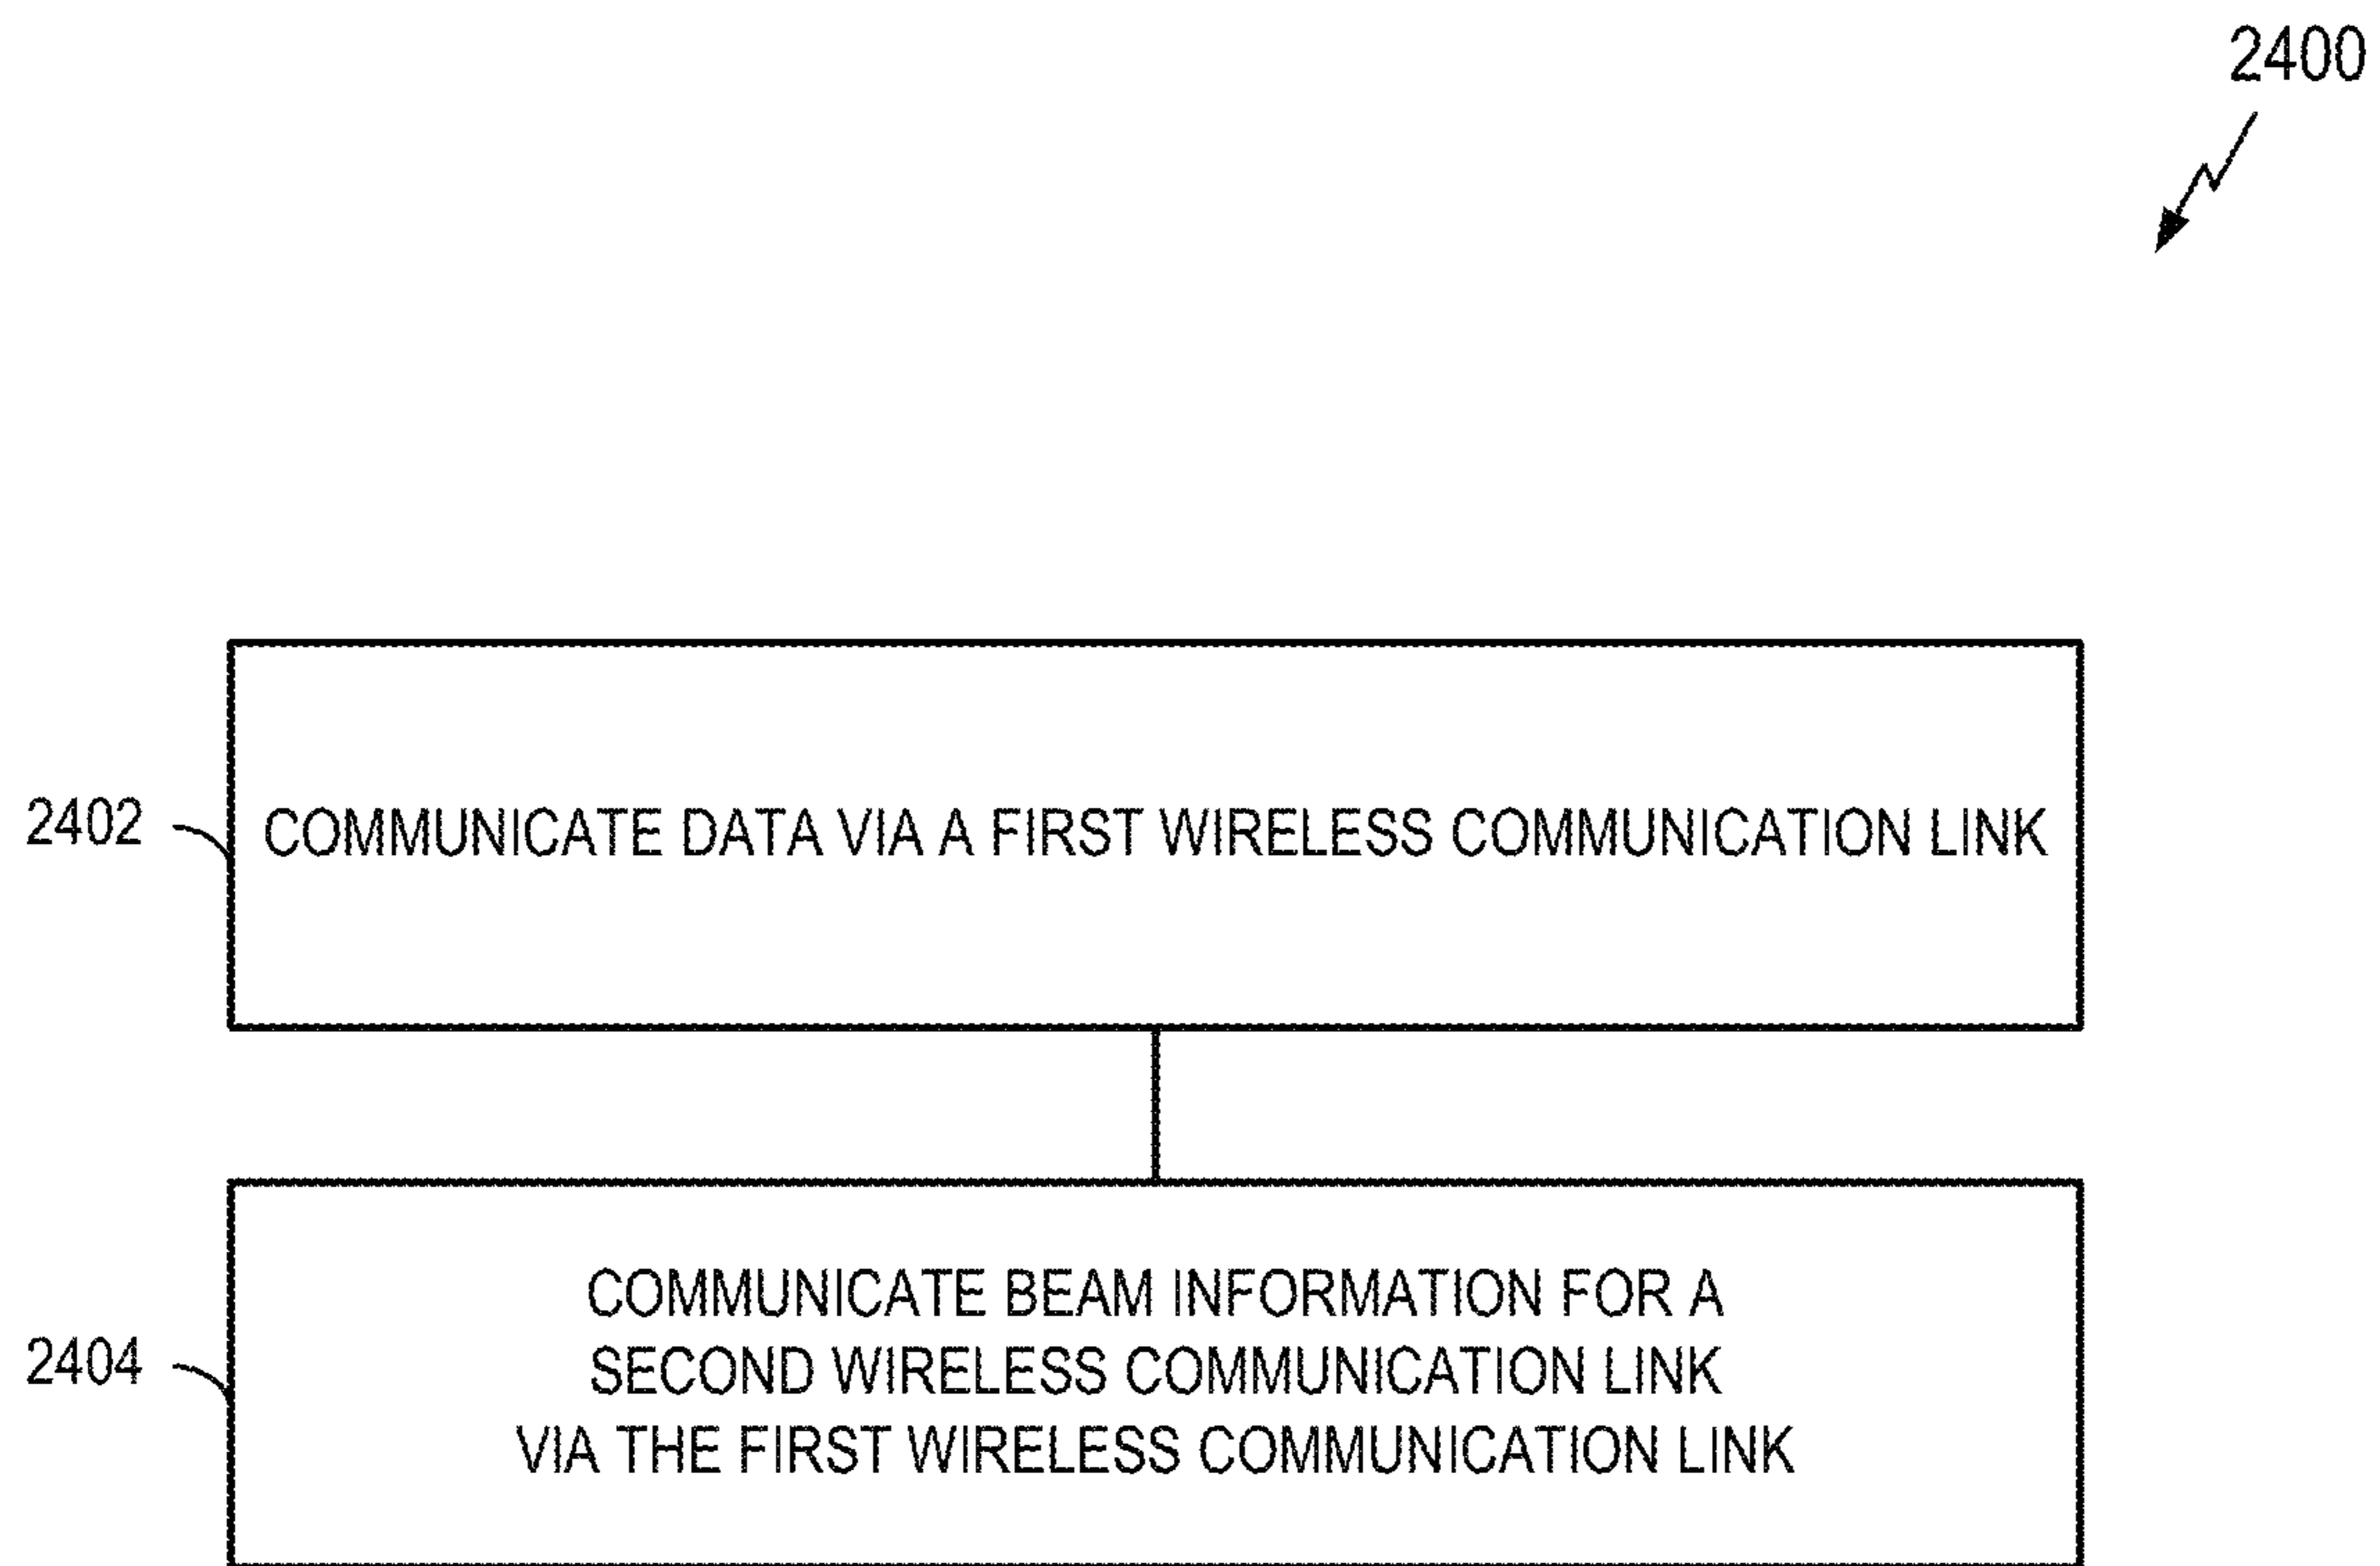 2400
2402
COMMUNICATE DATA VIA A FIRST WIRELESS COMMUNICATION LINK
2404
COMMUNICATE BEAM INFORMATION FOR A
SECOND WIRELESS COMMUNICATION LINK
VIA THE FIRST WIRELESS COMMUNICATION LINK